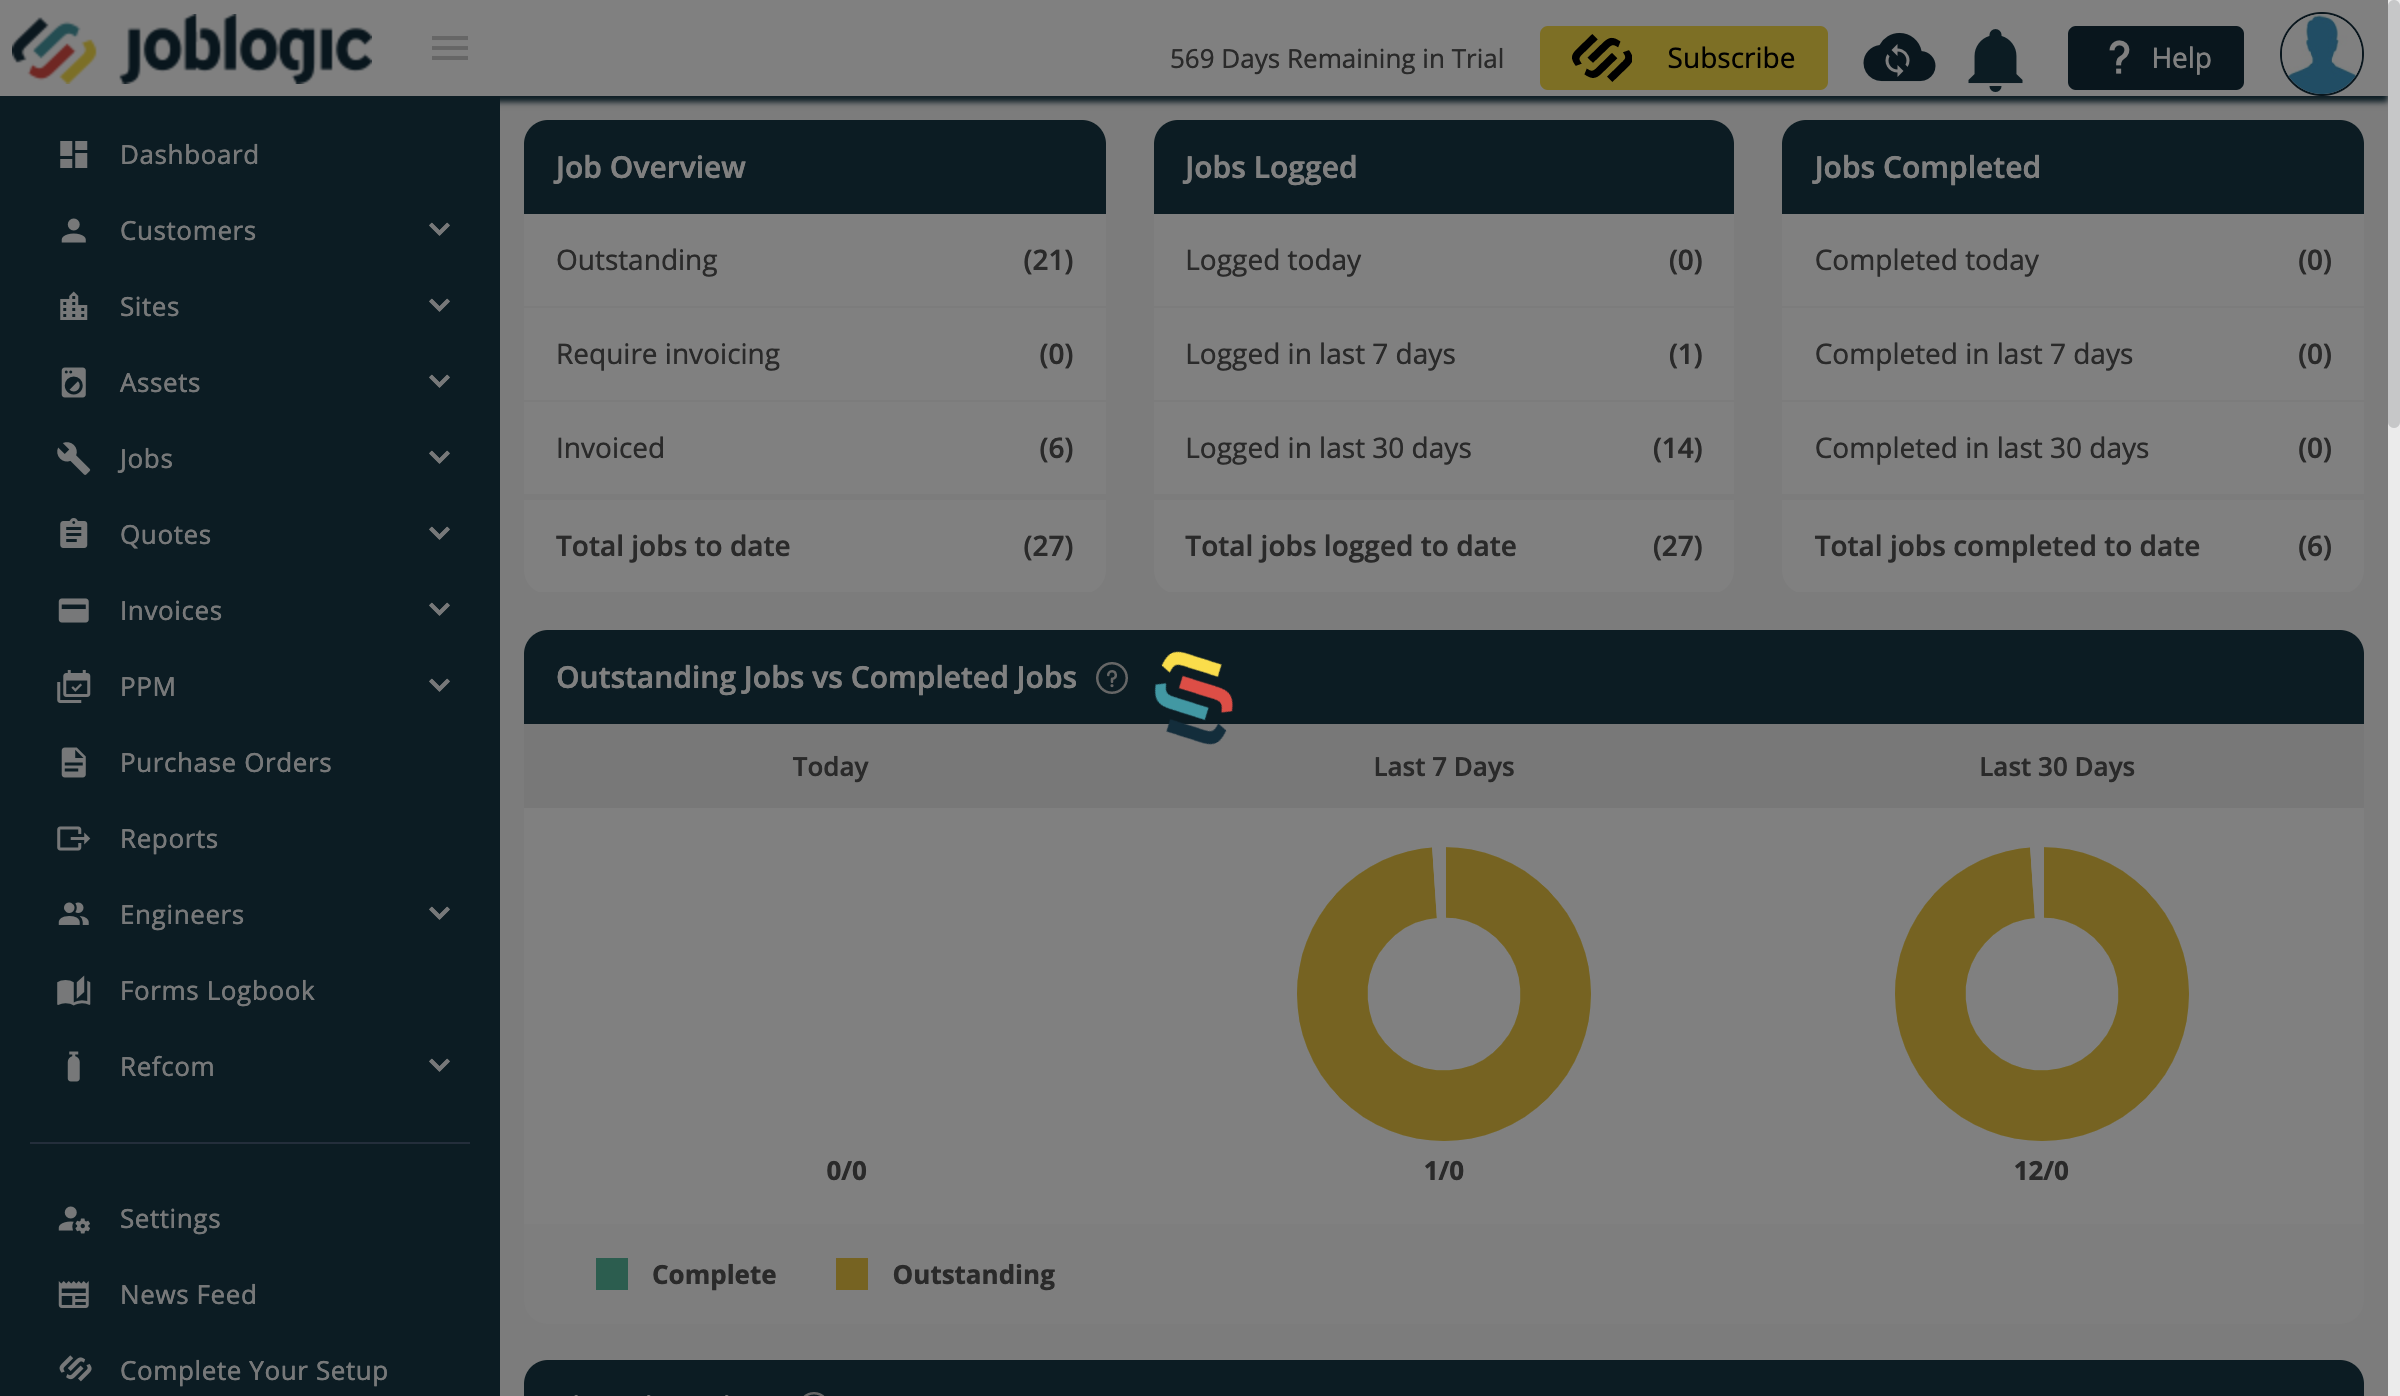 joblogic
569 Days Remaining in Trial
Subscribe
? Help
Dashboard
Customers
Sites
Assets
Jobs
Quotes
Invoices
PPM
Purchase Orders
Reports
Engineers
Forms Logbook
Refcom
Settings
News Feed
Complete Your Setup
Job Overview
Outstanding (21)
Require invoicing (0)
Invoiced (6)
Total jobs to date (27)
Jobs Logged
Logged today (0)
Logged in last 7 days (1)
Logged in last 30 days (14)
Total jobs logged to date (27)
Jobs Completed
Completed today (0)
Completed in last 7 days (0)
Completed in last 30 days (0)
Total jobs completed to date (6)
Outstanding Jobs vs Completed Jobs ?
Today Last 7 Days Last 30 Days
0/0 1/0 12/0
Complete Outstanding